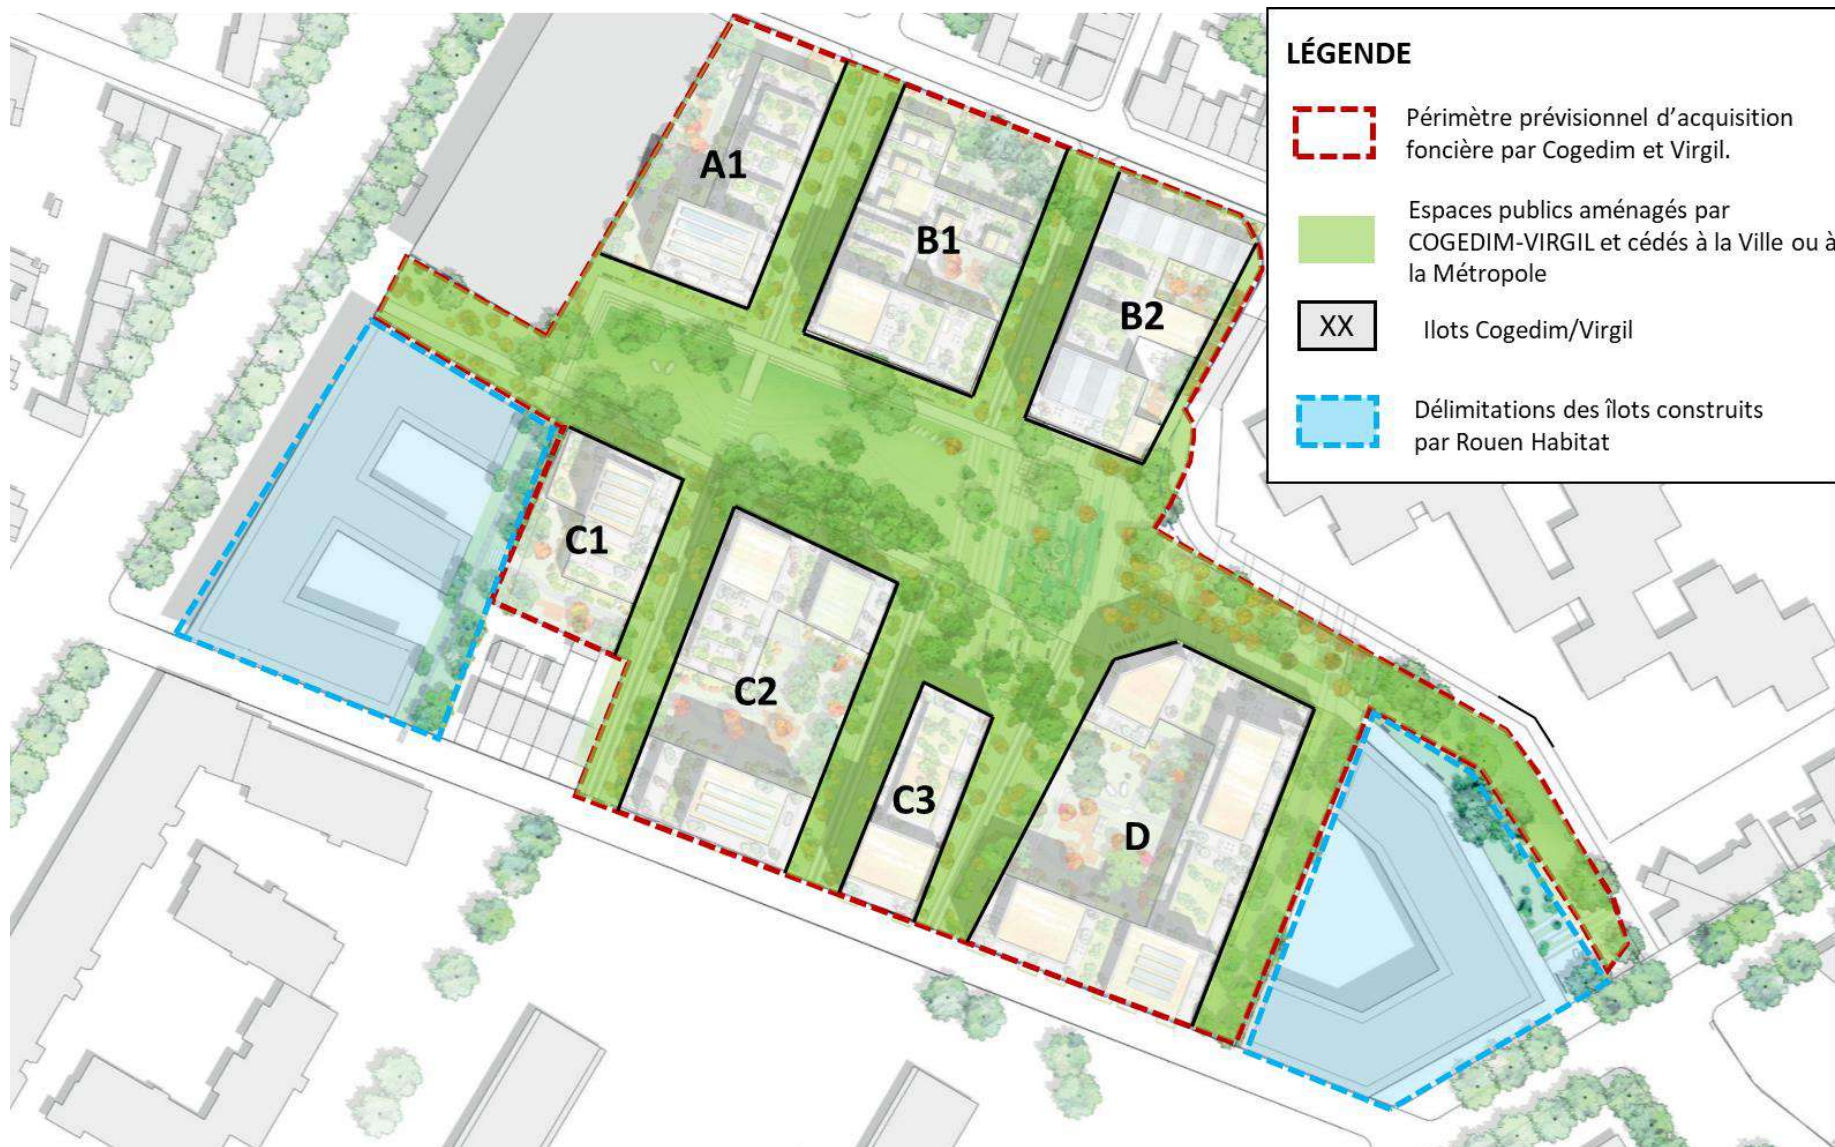 LÉGENDE
Périmètre prévisionnel d’acquisition
foncière par Cogedim et Virgil.
Espaces publics aménagés par
COGEDIM-VIRGIL et cédés à la Ville ou à
la Métropole
XX
Ilots Cogedim/Virgil
Délimitations des îlots construits
par Rouen Habitat
A1
B1
B2
C1
C2
C3
D